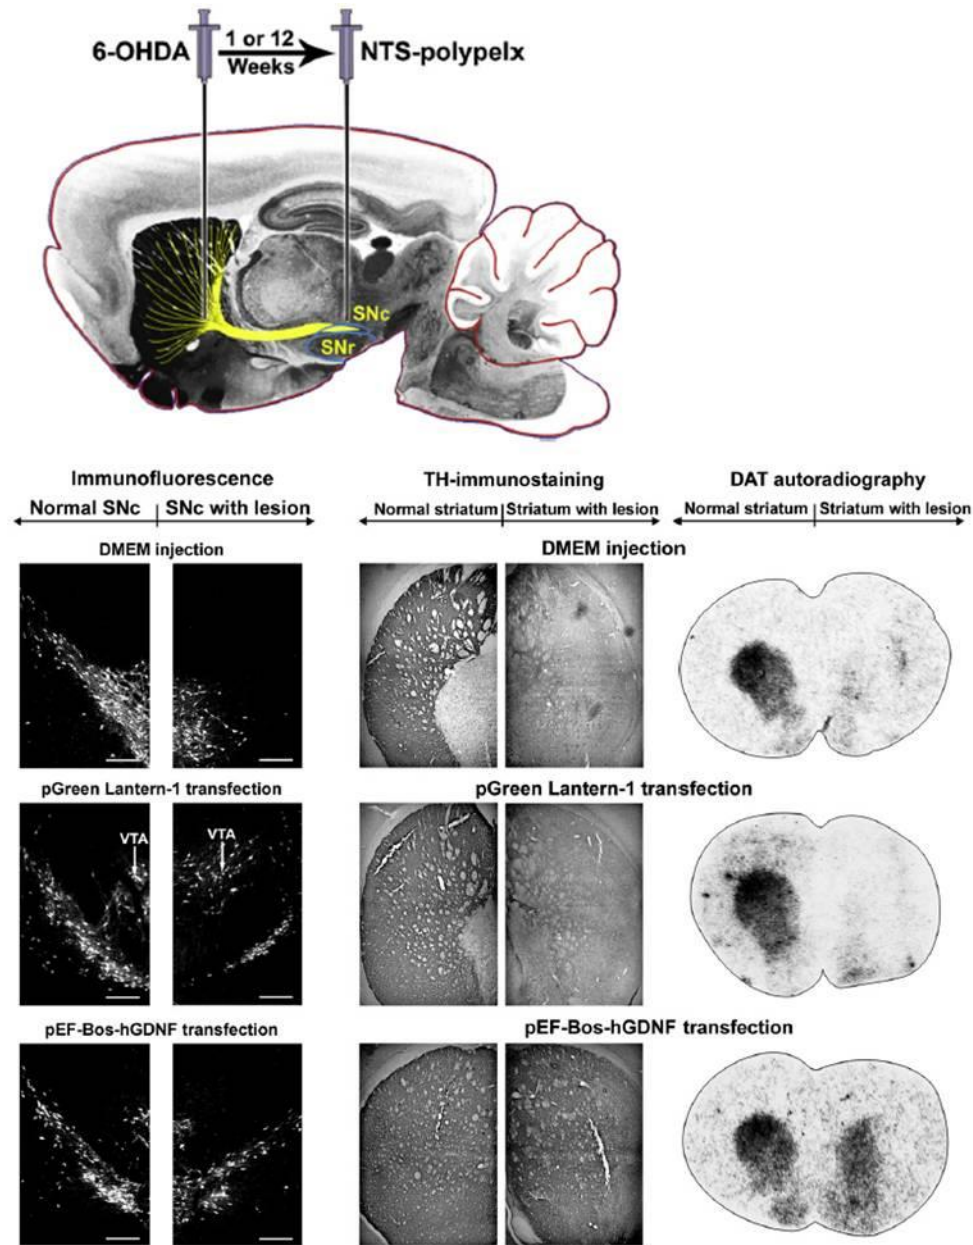 6-OHDA
1 or 12
Weeks
NTS-polypelx
SNc
SNr
Immunofluorescence
Normal SNc
SNc with lesion
TH-immunostaining
Normal striatum
Striatum with lesion
DAT autoradiography
Normal striatum
Striatum with lesion
DMEM injection
DMEM injection
pGreen Lantern-1 transfection
pGreen Lantern-1 transfection
VTA
VTA
pEF-Bos-hGDNF transfection
pEF-Bos-hGDNF transfection